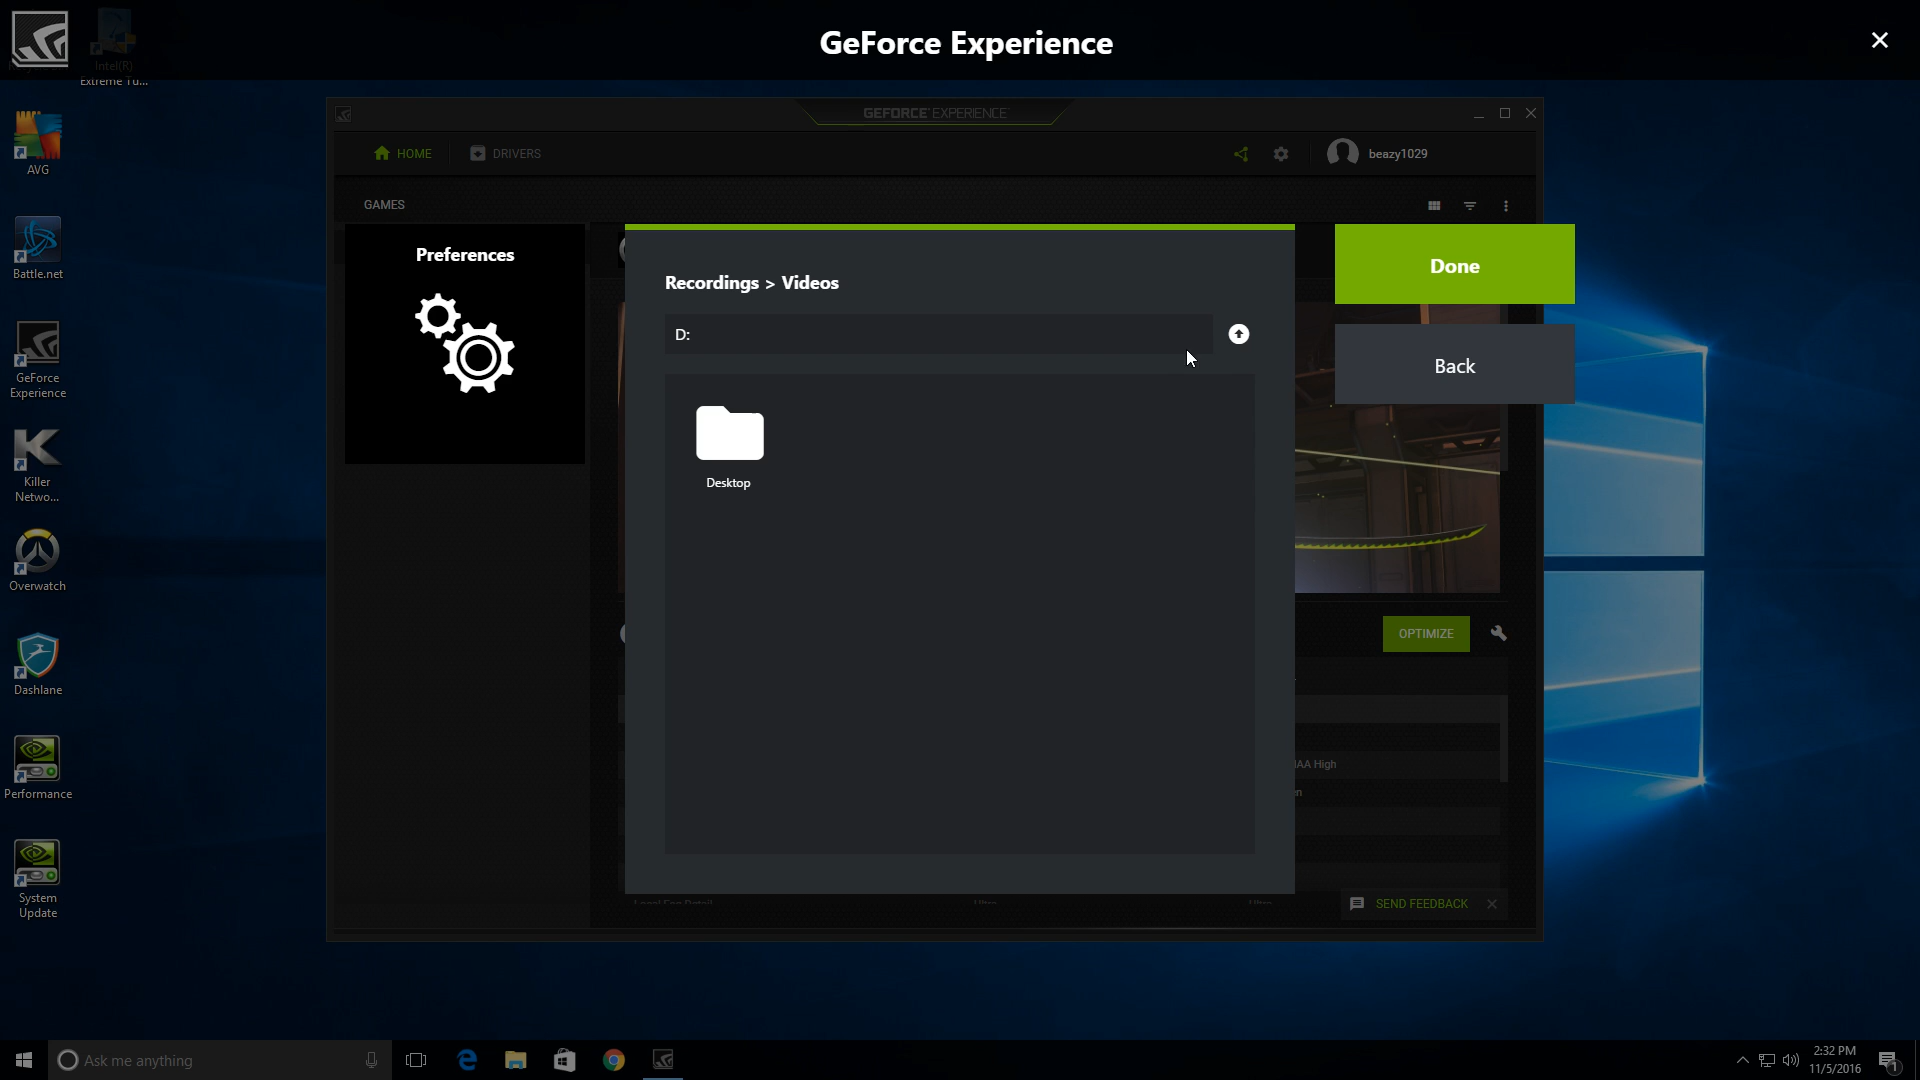 GeForce Experience
Intel(R)
Extreme Tu...
AVG
Battle.net
GeForce
Experience
Killer
Netwo...
Overwatch
Dashlane
Performance
System
Update
GEFORCE EXPERIENCE
HOME
DRIVERS
beazy1029
GAMES
Preferences
Recordings > Videos
D:
Desktop
Done
Back
OPTIMIZE
High
SEND FEEDBACK
Ask me anything
2:32 PM
11/5/2016
1